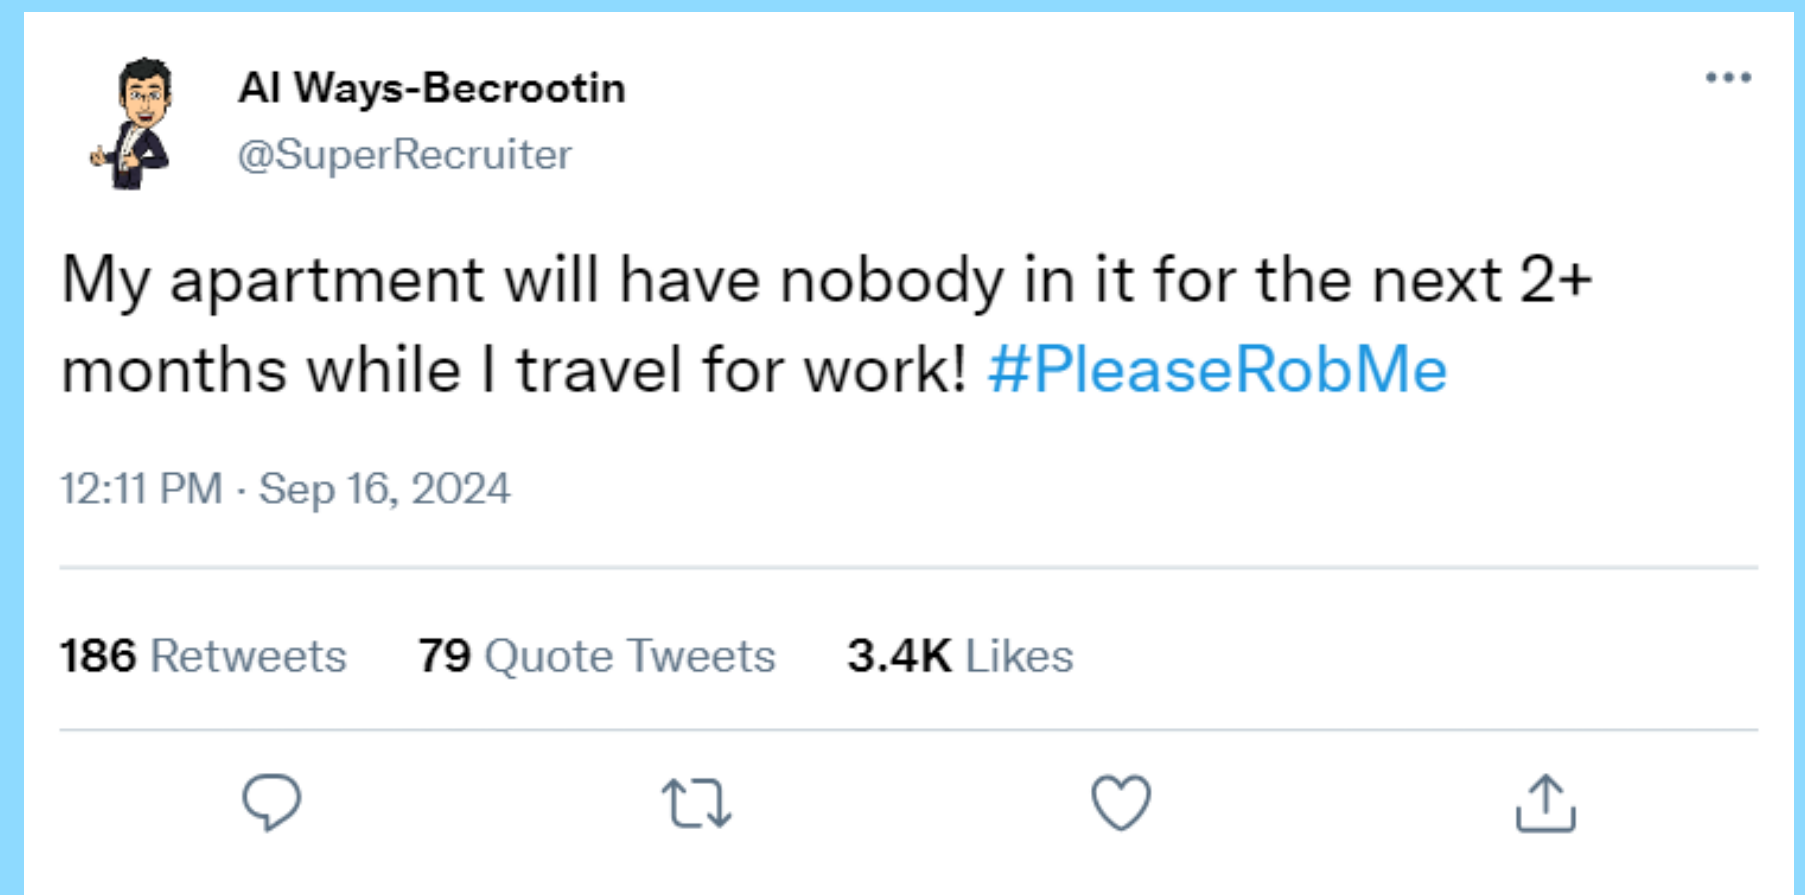 Al Ways-Becrootin
@SuperRecruiter
My apartment will have nobody in it for the next 2+
months while I travel for work! #PleaseRobMe
12:11 PM · Sep 16, 2024
186 Retweets 79 Quote Tweets 3.4K Likes